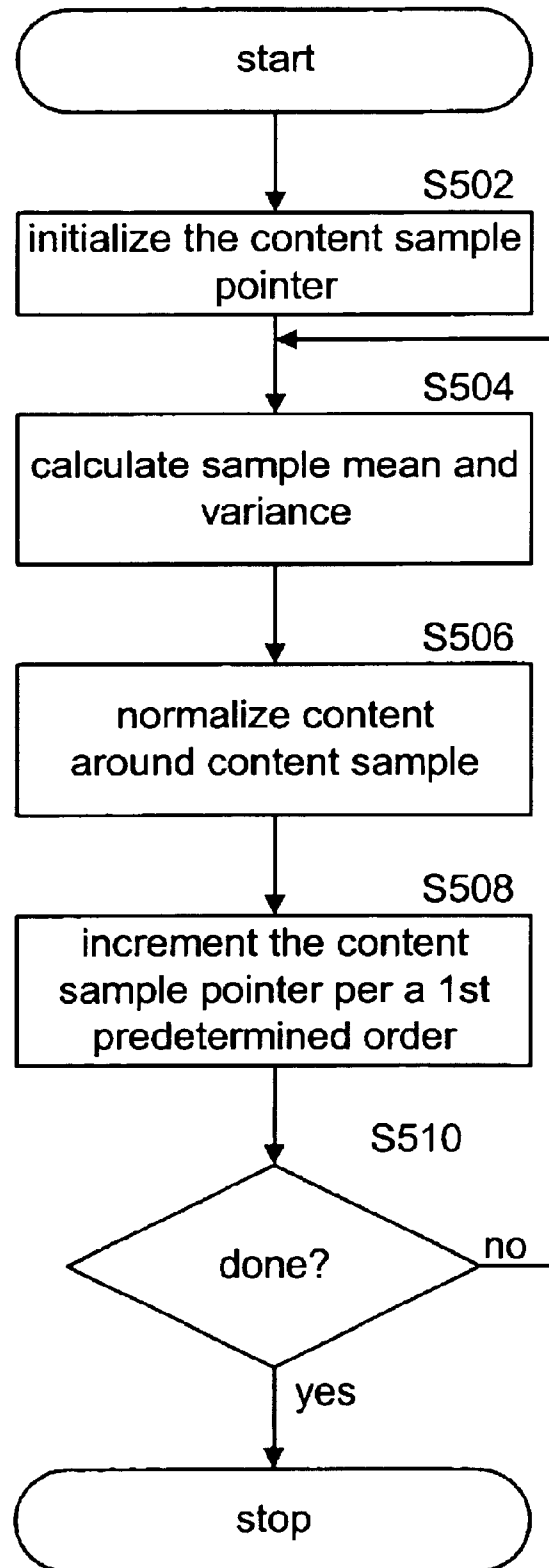 start
S502
initialize the content sample
pointer
S504
calculate sample mean and
variance
S506
normalize content
around content sample
S508
increment the content
sample pointer per a 1st
predetermined order
S510
done?
no
yes
stop